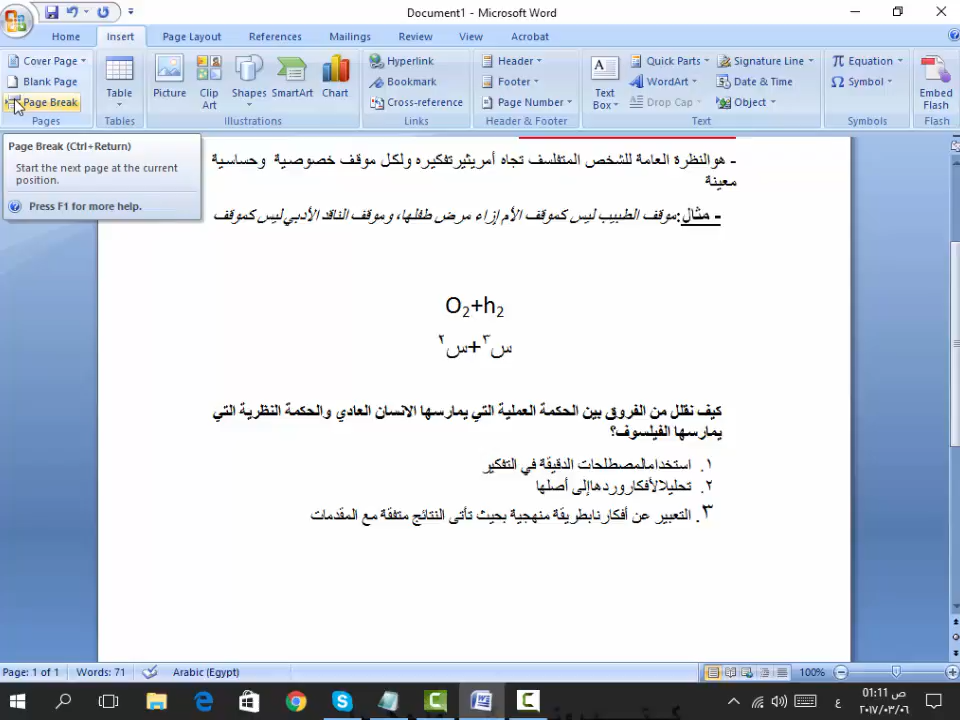 Document1 - Microsoft Word
Home Insert Page Layout References Mailings Review View Acrobat
Cover Page
Blank Page
Page Break
Pages
Table
Tables
Picture
Clip Art
Shapes
SmartArt
Chart
Illustrations
Hyperlink
Bookmark
Cross-reference
Links
Header
Footer
Page Number
Header & Footer
Text Box
Quick Parts
WordArt
Drop Cap
Signature Line
Date & Time
Object
Text
Equation
Symbol
Symbols
Embed Flash
Flash
Page Break (Ctrl+Return)
Start the next page at the current
position.
Press F1 for more help.
- هوالنظرة العامة للشخص المتفلسف تجاه أمريثيرتفكيره ولكل موقف خصوصية وحساسية
معينة
- مثال:موقف الطبيب ليس كموقف الأم إزاء مرض طفلها، وموقف الناقد الأدبي ليس كموقف
O₂+h₂
س³+س²
كيف نقلل من الفروق بين الحكمة العملية التي يمارسها الانسان العادي والحكمة النظرية التي
يمارسها الفيلسوف؟
١. استخدامالمصطلحات الدقيقة في التفكير
٢. تحليلالأفكاروردهاإلى أصلها
٣. التعبير عن أفكارنابطريقة منهجية بحيث تأتى النتائج متفقة مع المقدمات
Page: 1 of 1 Words: 71 Arabic (Egypt) 100%
ع
01:11 ص
٢٠١٧/٠٣/٠٦